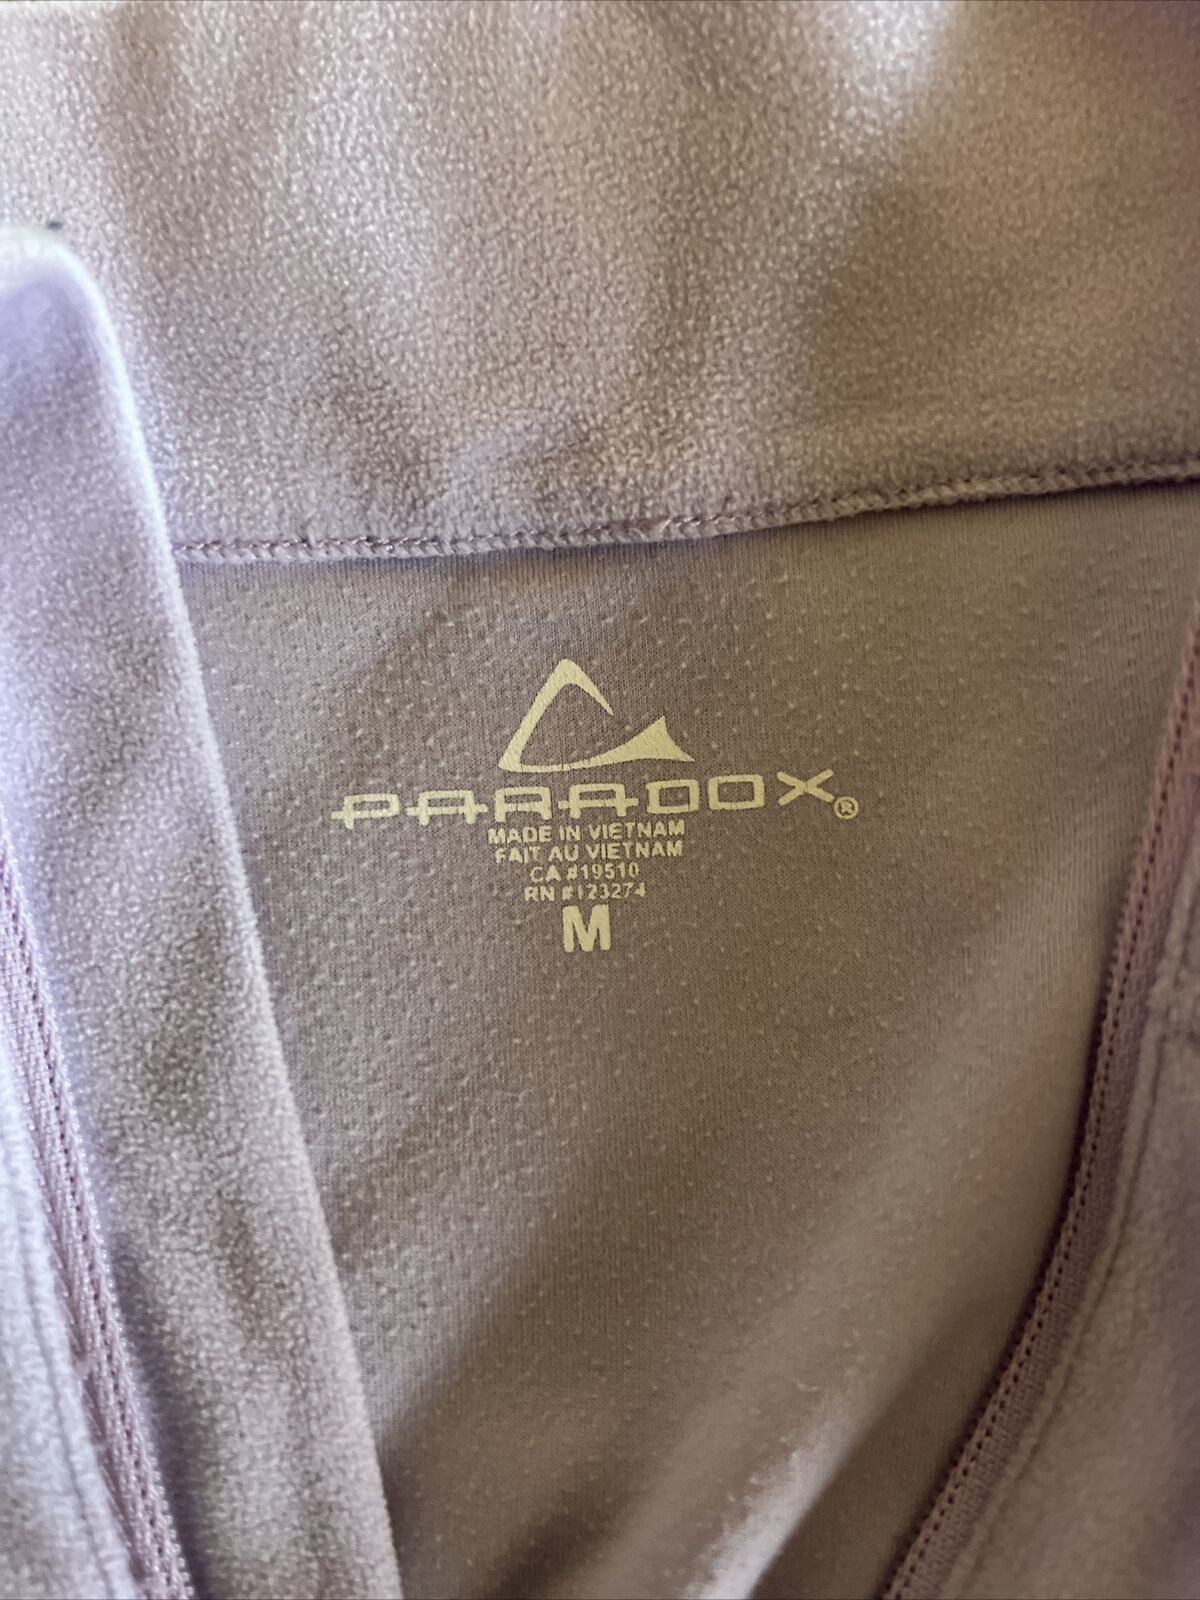 PARADOX®
MADE IN VIETNAM
FAIT AU VIETNAM
CA #19510
RN #123274
M